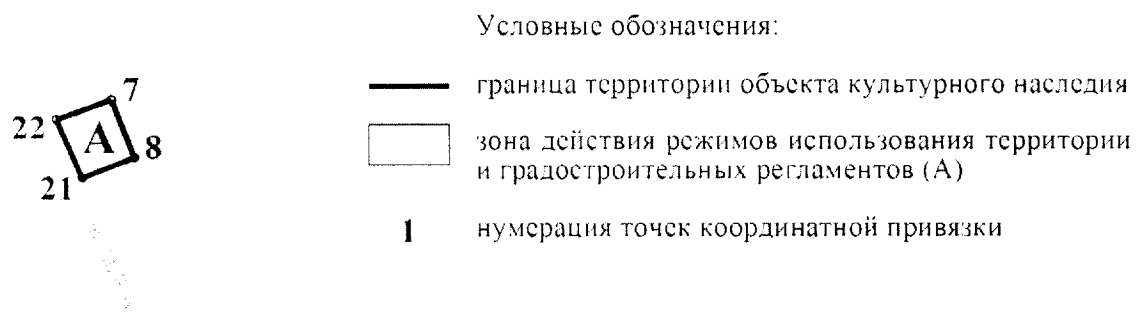 Условные обозначения:
7
22
А
8
21
граница территории объекта культурного наследия
зона действия режимов использования территории
и градостроительных регламентов (А)
1 нумерация точек координатной привязки